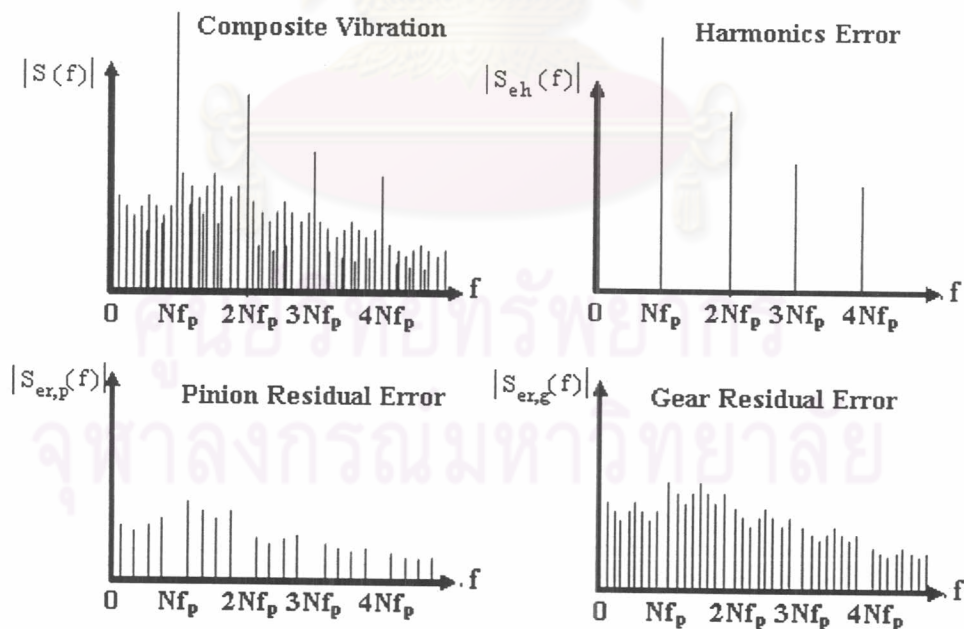 Composite Vibration
|S(f)|
f
0 Nfp 2Nfp 3Nfp 4Nfp
Harmonics Error
|Seh(f)|
f
0 Nfp 2Nfp 3Nfp 4Nfp
ศูนย์วิทยทรัพยากร
|Ser,p(f)|
Pinion Residual Error
f
0 Nfp 2Nfp 3Nfp 4Nfp
|Ser,g(f)|
Gear Residual Error
f
0 Nfp 2Nfp 3Nfp 4Nfp
จุฬาลงกรณ์มหาวิทยาลัย